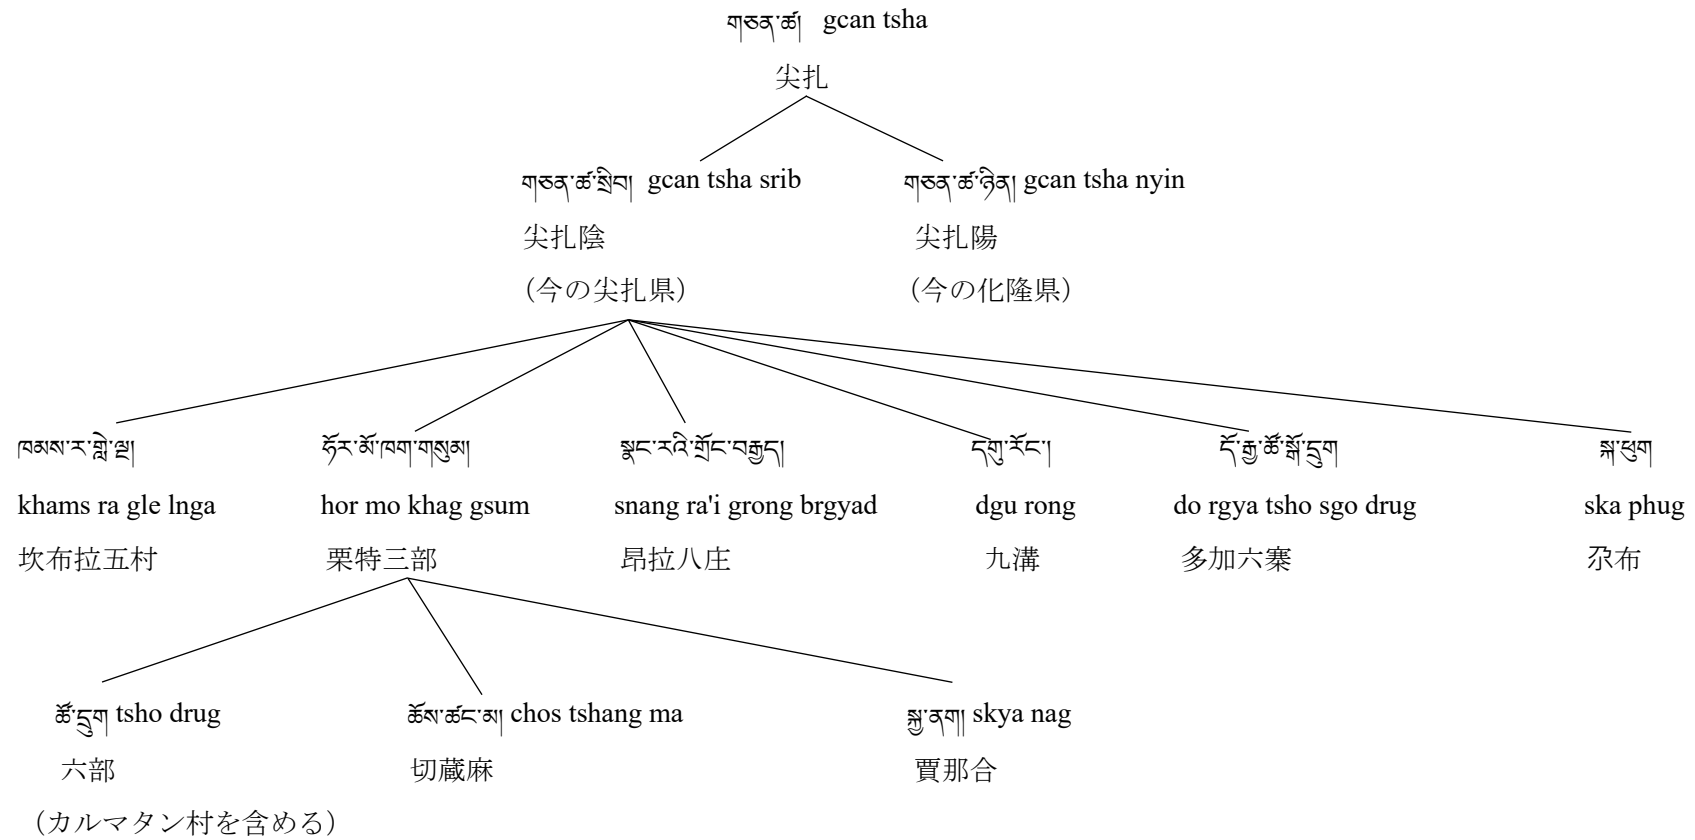 གཅན་ཚ། gcan tsha
尖扎
གཅན་ཚ་སྲིབ། gcan tsha srib
གཅན་ཚ་ཉིན། gcan tsha nyin
尖扎陰
尖扎陽
（今の尖扎県）
（今の化隆県）
ཁམས་ར་གླེ་ལྔ།
ཧོར་མོ་ཁག་གསུམ།
སྣང་རའི་གྲོང་བརྒྱད།
དགུ་རོང་།
དོ་རྒྱ་ཚོ་སྒོ་དྲུག
སྐ་ཕུག
khams ra gle lnga
hor mo khag gsum
snang ra'i grong brgyad
dgu rong
do rgya tsho sgo drug
ska phug
坎布拉五村
栗特三部
昂拉八庄
九溝
多加六寨
尕布
ཚོ་དྲུག tsho drug
ཆོས་ཚང་མ། chos tshang ma
སྐྱ་ནག། skya nag
六部
切蔵麻
賈那合
（カルマタン村を含める）